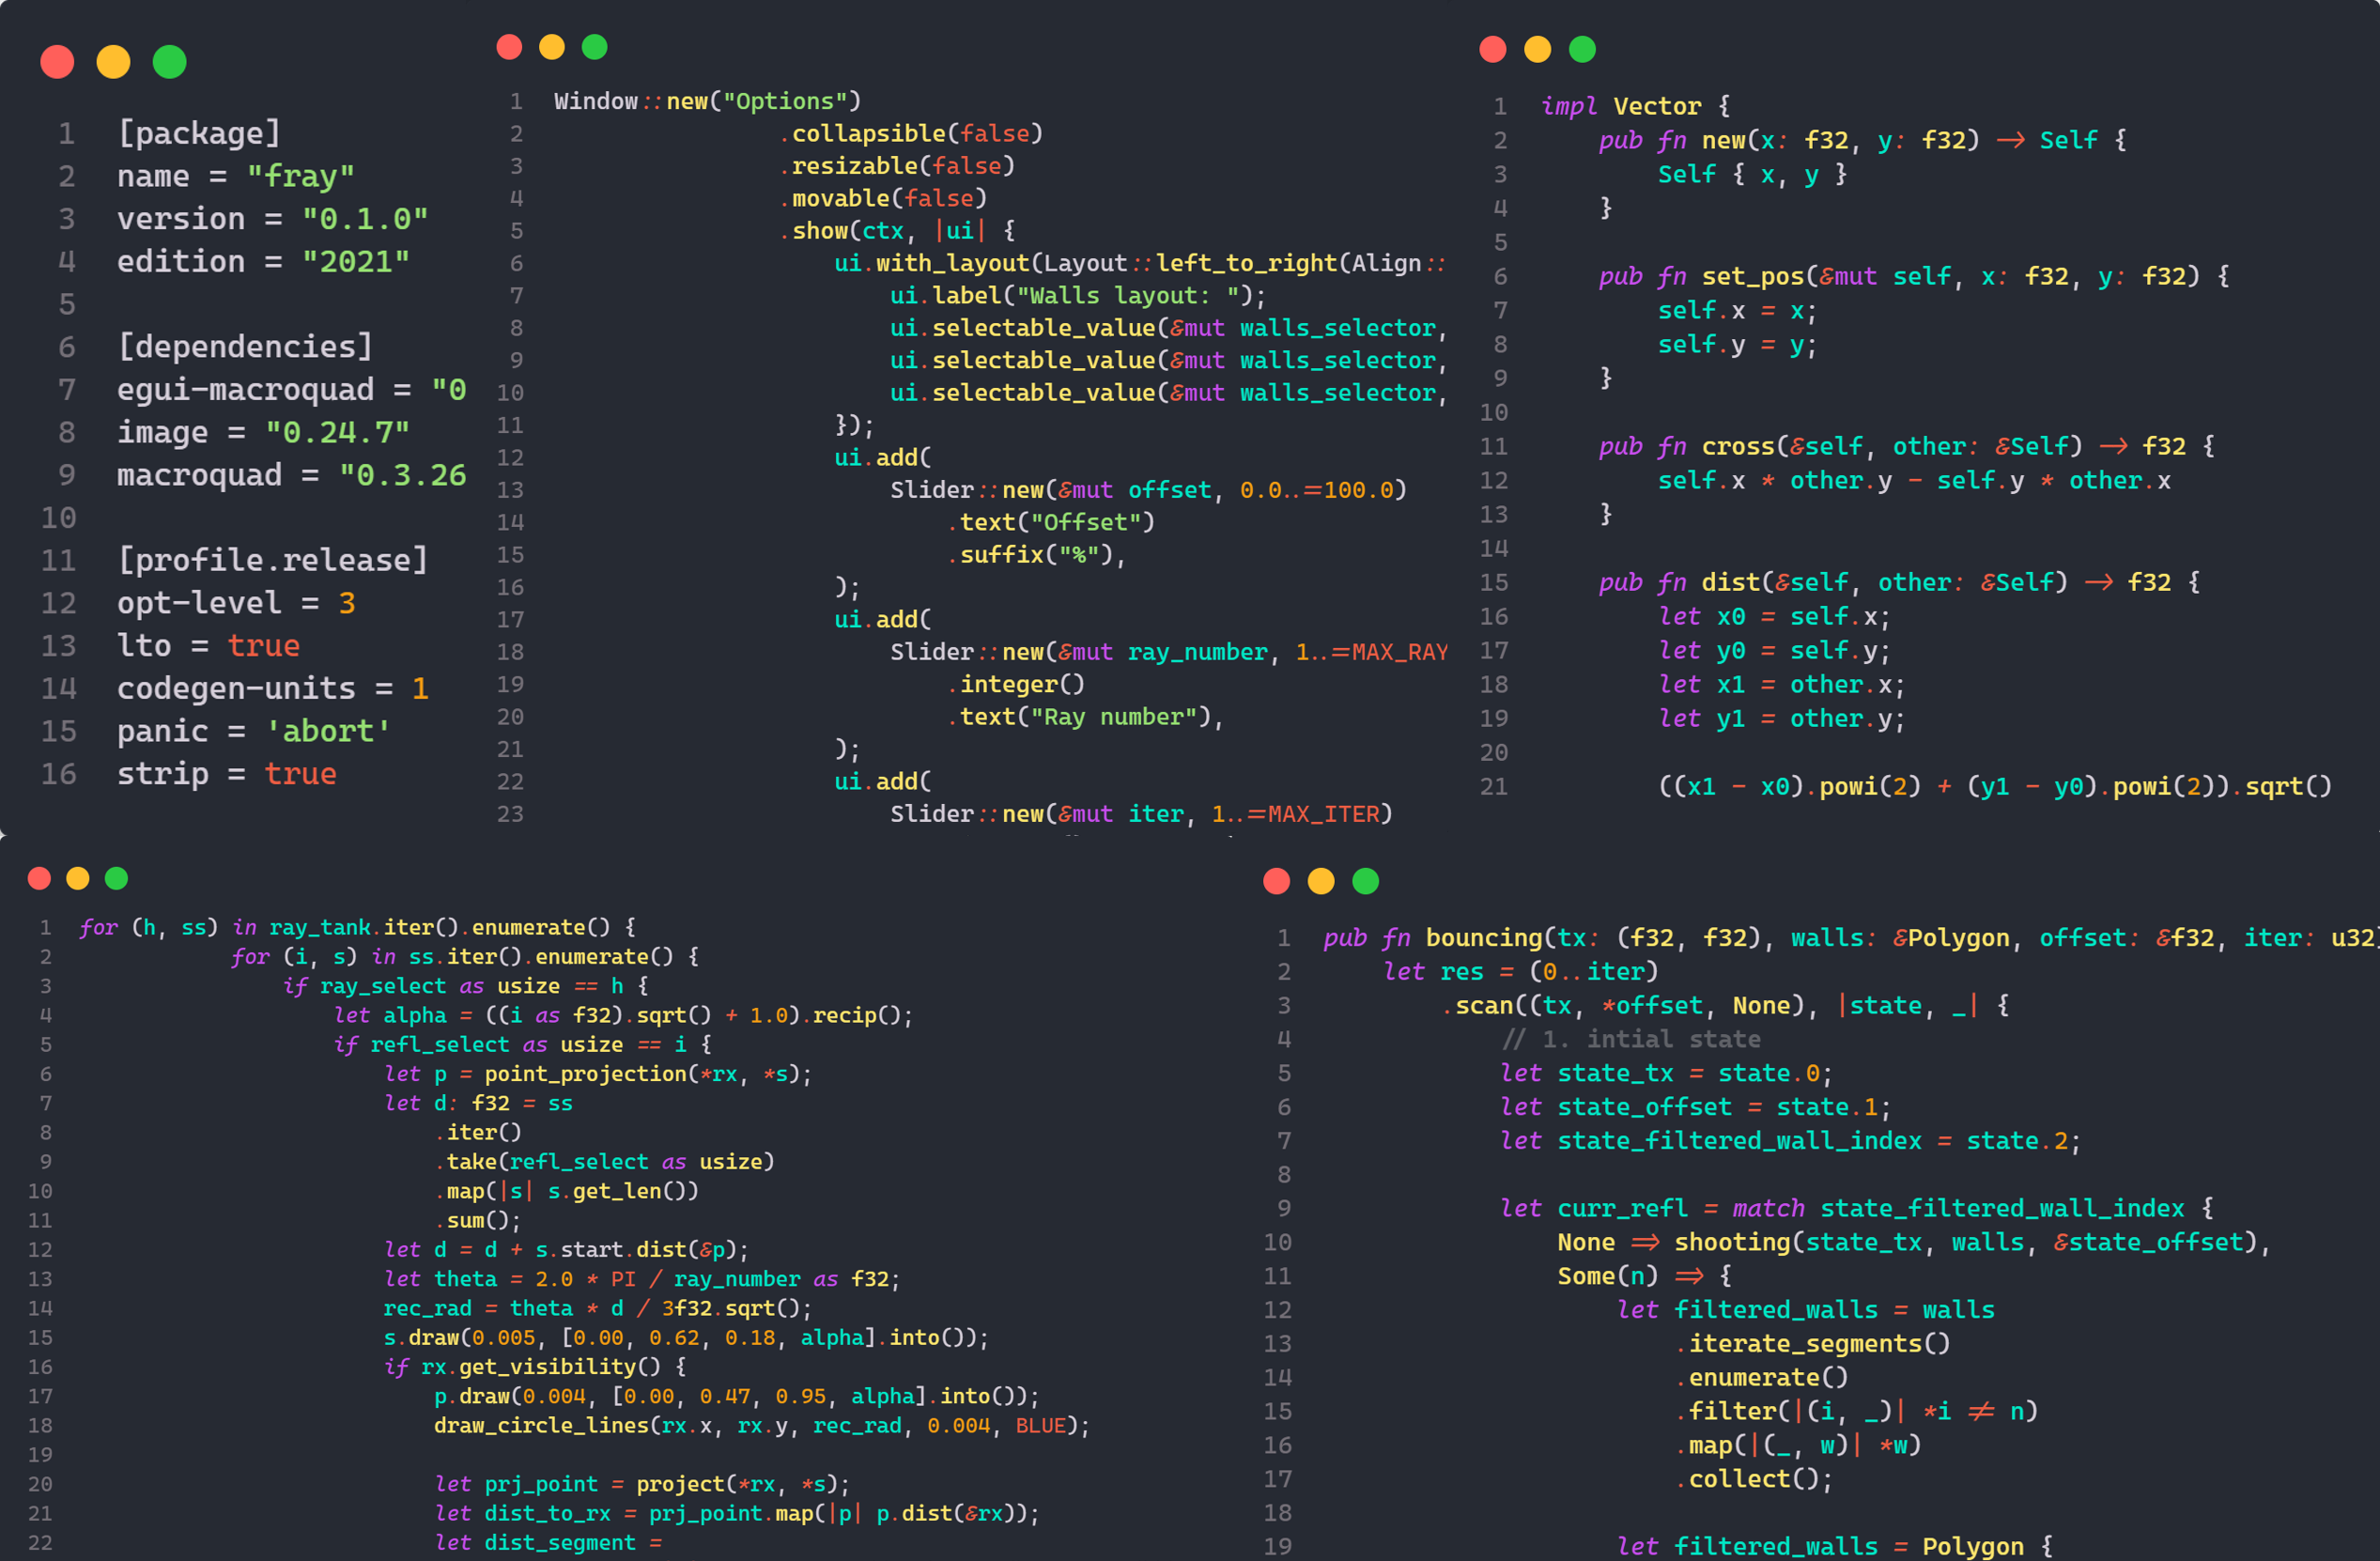 1 [package]
2 name = "fray"
3 version = "0.1.0"
4 edition = "2021"
5
6 [dependencies]
7 egui-macroquad = "0
8 image = "0.24.7"
9 macroquad = "0.3.26
10
11 [profile.release]
12 opt-level = 3
13 lto = true
14 codegen-units = 1
15 panic = 'abort'
16 strip = true
1 Window::new("Options")
2 .collapsible(false)
3 .resizable(false)
4 .movable(false)
5 .show(ctx, |ui| {
6 ui.with_layout(Layout::left_to_right(Align::
7 ui.label("Walls layout: ");
8 ui.selectable_value(&mut walls_selector,
9 ui.selectable_value(&mut walls_selector,
10 ui.selectable_value(&mut walls_selector,
11 });
12 ui.add(
13 Slider::new(&mut offset, 0.0..=100.0)
14 .text("Offset")
15 .suffix("%"),
16 );
17 ui.add(
18 Slider::new(&mut ray_number, 1..=MAX_RAY
19 .integer()
20 .text("Ray number"),
21 );
22 ui.add(
23 Slider::new(&mut iter, 1..=MAX_ITER)
1 impl Vector {
2 pub fn new(x: f32, y: f32) -> Self {
3 Self { x, y }
4 }
5
6 pub fn set_pos(&mut self, x: f32, y: f32) {
7 self.x = x;
8 self.y = y;
9 }
10
11 pub fn cross(&self, other: &Self) -> f32 {
12 self.x * other.y - self.y * other.x
13 }
14
15 pub fn dist(&self, other: &Self) -> f32 {
16 let x0 = self.x;
17 let y0 = self.y;
18 let x1 = other.x;
19 let y1 = other.y;
20
21 ((x1 - x0).powi(2) + (y1 - y0).powi(2)).sqrt()
1 for (h, ss) in ray_tank.iter().enumerate() {
2 for (i, s) in ss.iter().enumerate() {
3 if ray_select as usize == h {
4 let alpha = ((i as f32).sqrt() + 1.0).recip();
5 if refl_select as usize == i {
6 let p = point_projection(*rx, *s);
7 let d: f32 = ss
8 .iter()
9 .take(refl_select as usize)
10 .map(|s| s.get_len())
11 .sum();
12 let d = d + s.start.dist(&p);
13 let theta = 2.0 * PI / ray_number as f32;
14 rec_rad = theta * d / 3f32.sqrt();
15 s.draw(0.005, [0.00, 0.62, 0.18, alpha].into());
16 if rx.get_visibility() {
17 p.draw(0.004, [0.00, 0.47, 0.95, alpha].into());
18 draw_circle_lines(rx.x, rx.y, rec_rad, 0.004, BLUE);
19
20 let prj_point = project(*rx, *s);
21 let dist_to_rx = prj_point.map(|p| p.dist(&rx));
22 let dist_segment =
1 pub fn bouncing(tx: (f32, f32), walls: &Polygon, offset: &f32, iter: u32)
2 let res = (0..iter)
3 .scan((tx, *offset, None), |state, _| {
4 // 1. intial state
5 let state_tx = state.0;
6 let state_offset = state.1;
7 let state_filtered_wall_index = state.2;
8
9 let curr_refl = match state_filtered_wall_index {
10 None => shooting(state_tx, walls, &state_offset),
11 Some(n) => {
12 let filtered_walls = walls
13 .iterate_segments()
14 .enumerate()
15 .filter(|(i, _)| *i != n)
16 .map(|(_, w)| *w)
17 .collect();
18
19 let filtered_walls = Polygon {